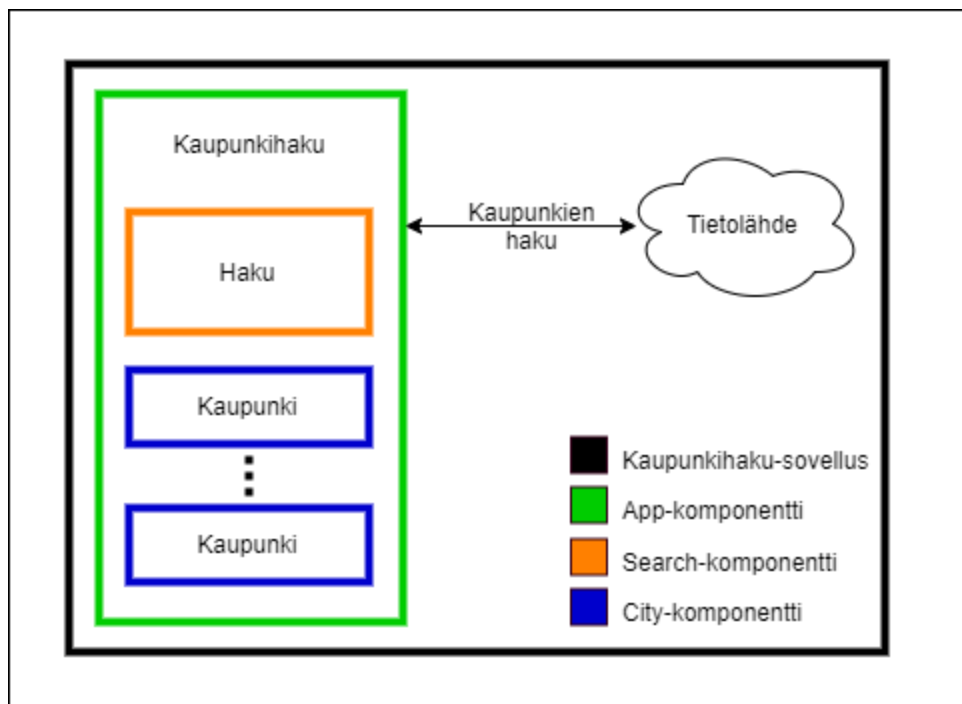 Kaupunkihaku
Haku
Kaupunki
Kaupunki
Kaupunkien
haku
Tietolähde
Kaupunkihaku-sovellus
App-komponentti
Search-komponentti
City-komponentti